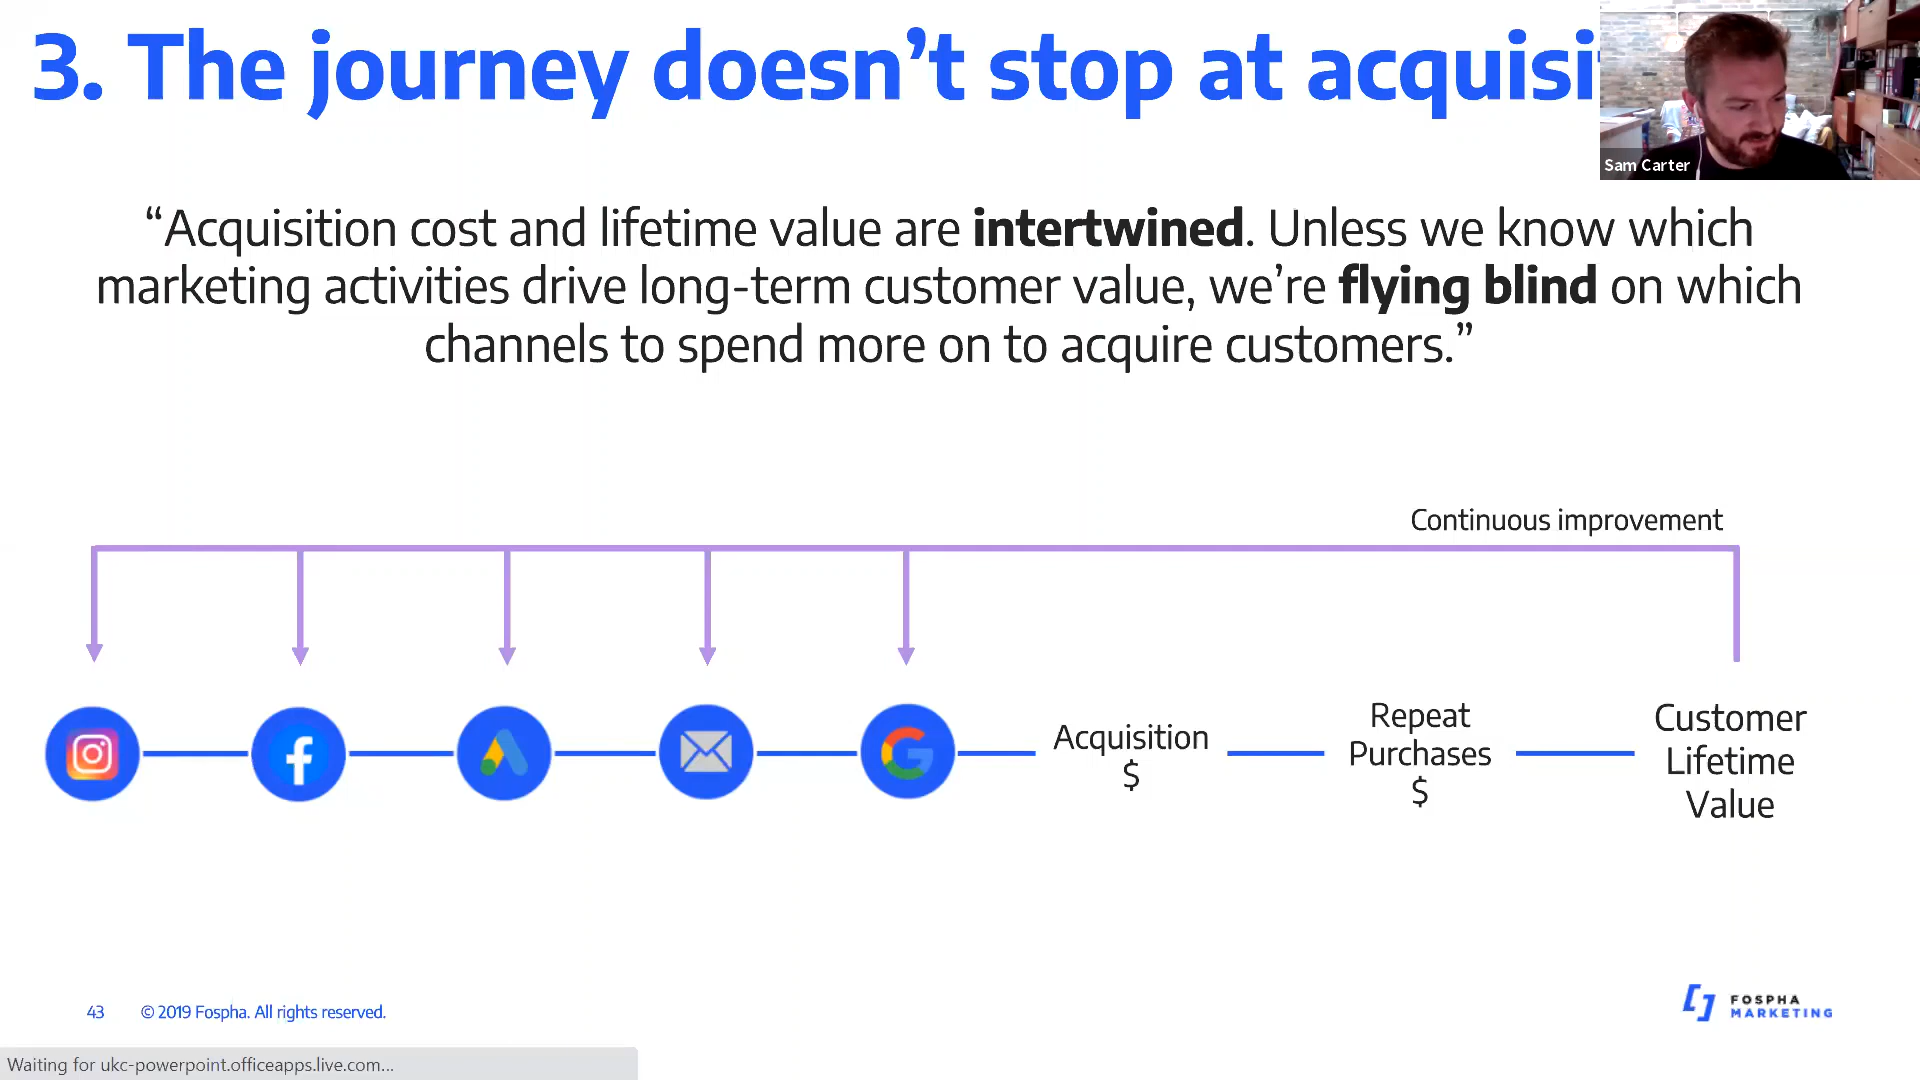 3. The journey doesn’t stop at acquisi
Sam Carter
“Acquisition cost and lifetime value are intertwined. Unless we know which
marketing activities drive long-term customer value, we’re flying blind on which
channels to spend more on to acquire customers.”
Continuous improvement
Acquisition
$
Repeat
Purchases
$
Customer
Lifetime
Value
43
© 2019 Fospha. All rights reserved.
FOSPHA
MARKETING
Waiting for ukc-powerpoint.officeapps.live.com...